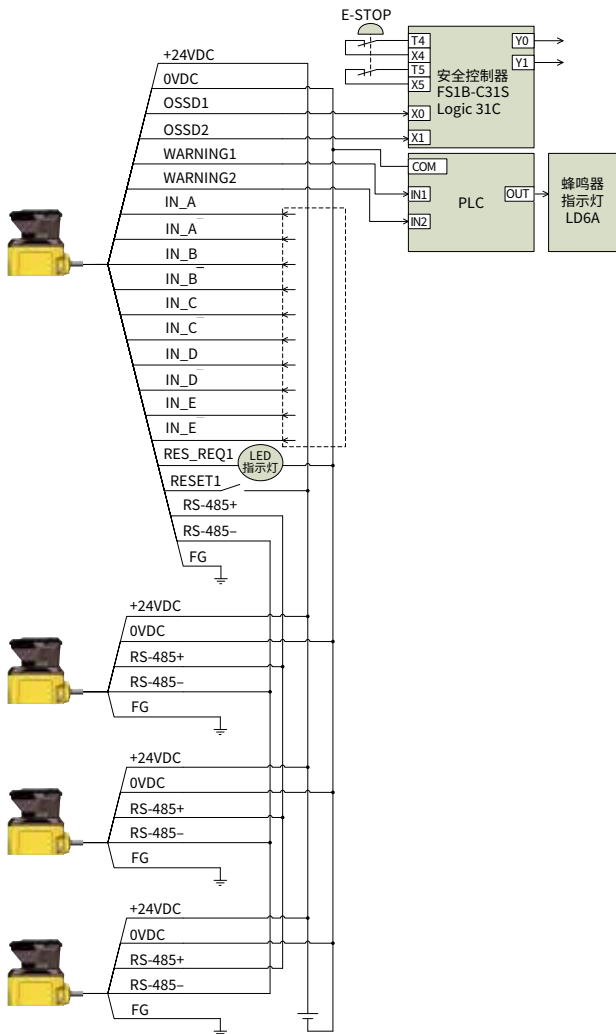 E-STOP
+24VDC
0VDC
OSSD1
OSSD2
WARNING1
WARNING2
IN_A
IN_A
IN_B
IN_B
IN_C
IN_C
IN_D
IN_D
IN_E
IN_E
RES_REQ1
LED
指示灯
RESET1
RS-485+
RS-485–
FG
T4
X4
T5
X5
X0
X1
Y0
Y1
安全控制器
FS1B-C31S
Logic 31C
COM
IN1
IN2
PLC
OUT
蜂鸣器
指示灯
LD6A
+24VDC
0VDC
RS-485+
RS-485–
FG
+24VDC
0VDC
RS-485+
RS-485–
FG
+24VDC
0VDC
RS-485+
RS-485–
FG